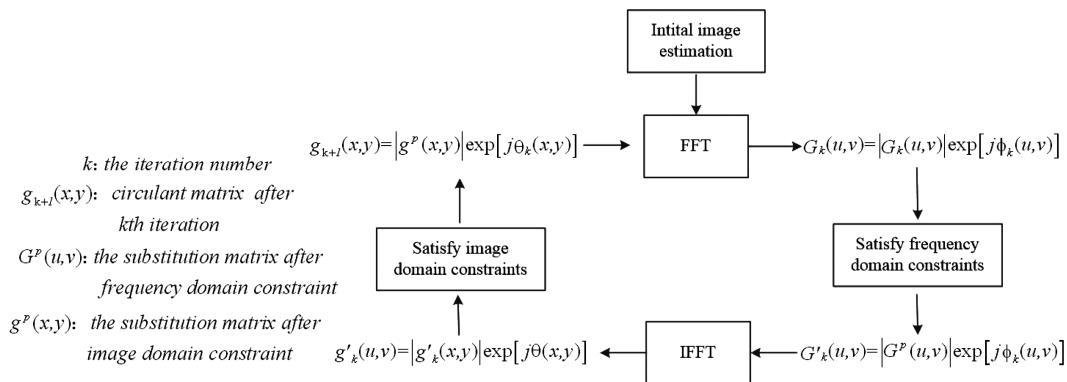 Intital image
estimation
g_{k+1}(x,y)=|g^p(x,y)|exp[jθ_k(x,y)]
FFT
G_k(u,v)=|G_k(u,v)|exp[jϕ_k(u,v)]
k: the iteration number
g_{k+1}(x,y): circulant matrix after
kth iteration
G^p(u,v): the substitution matrix after
frequency domain constraint
g^p(x,y): the substitution matrix after
image domain constraint
Satisfy image
domain constraints
Satisfy frequency
domain constraints
g'_k(u,v)=|g'_k(x,y)|exp[jθ(x,y)]
IFFT
G'_k(u,v)=|G^p(u,v)|exp[jϕ_k(u,v)]